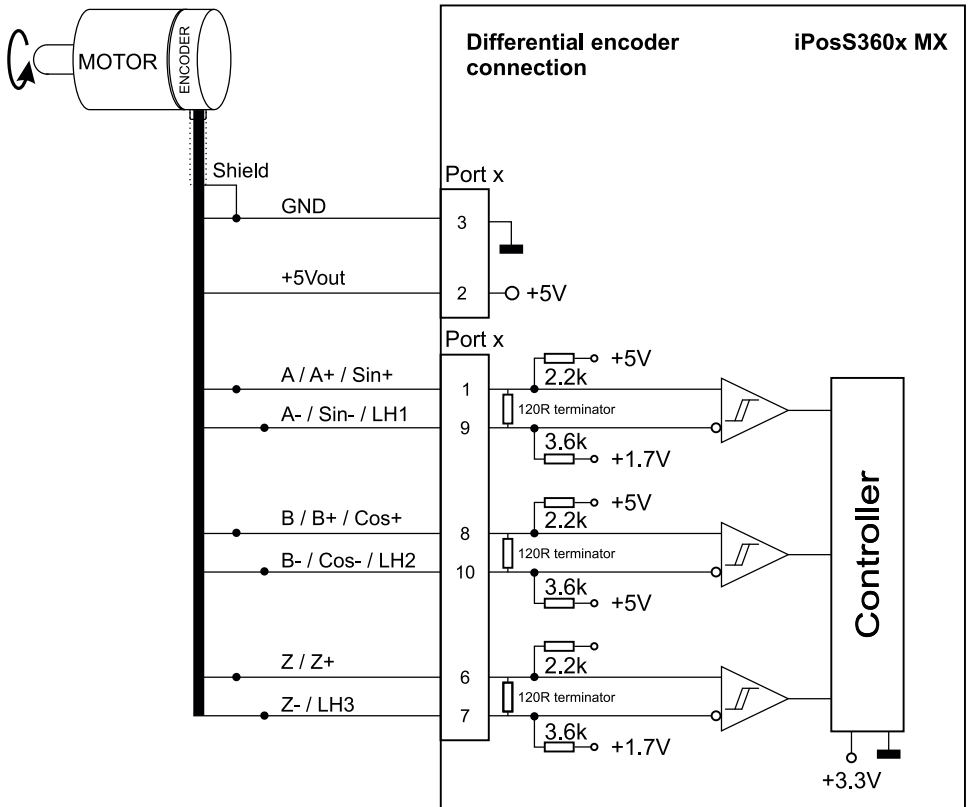 MOTOR
ENCODER
Differential encoder
connection
iPosS360x MX
Shield
Port x
GND
3
+5Vout
2
+5V
Port x
+5V
A / A+ / Sin+
1
2.2k
120R terminator
A- / Sin- / LH1
9
3.6k
+1.7V
+5V
B / B+ / Cos+
8
2.2k
120R terminator
B- / Cos- / LH2
10
3.6k
+5V
Z / Z+
6
2.2k
120R terminator
Z- / LH3
7
3.6k
+1.7V
Controller
+3.3V